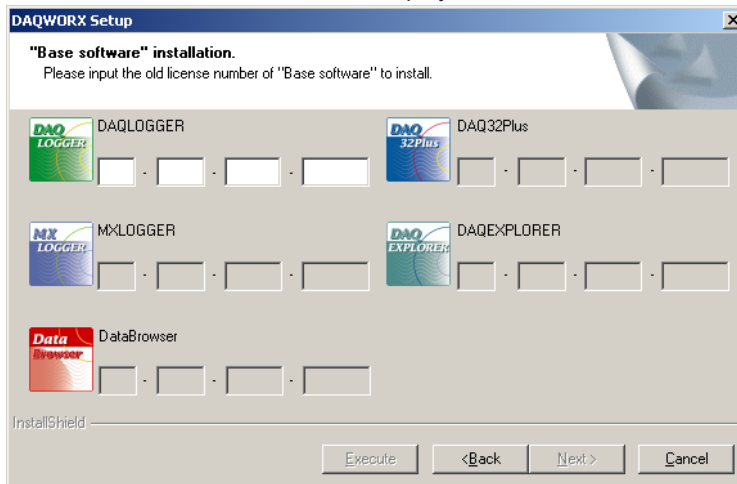 DAQWORX Setup
"Base software" installation.
Please input the old license number of "Base software" to install.
DAQ LOGGER
DAQLOGGER
- - -
DAQ 32Plus
DAQ32Plus
- - -
MX LOGGER
MXLOGGER
- - -
DAQ EXPLORER
DAQEXPLORER
- - -
Data Browser
DataBrowser
- - -
InstallShield
Execute
<Back
Next >
Cancel